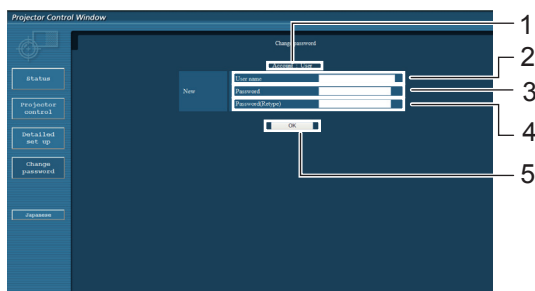 Projector Control Window
Change password
Account User
Status
Projector
control
Detailed
set up
Change
password
Japanese
New
User name
Password
Password(Retype)
OK
1
2
3
4
5